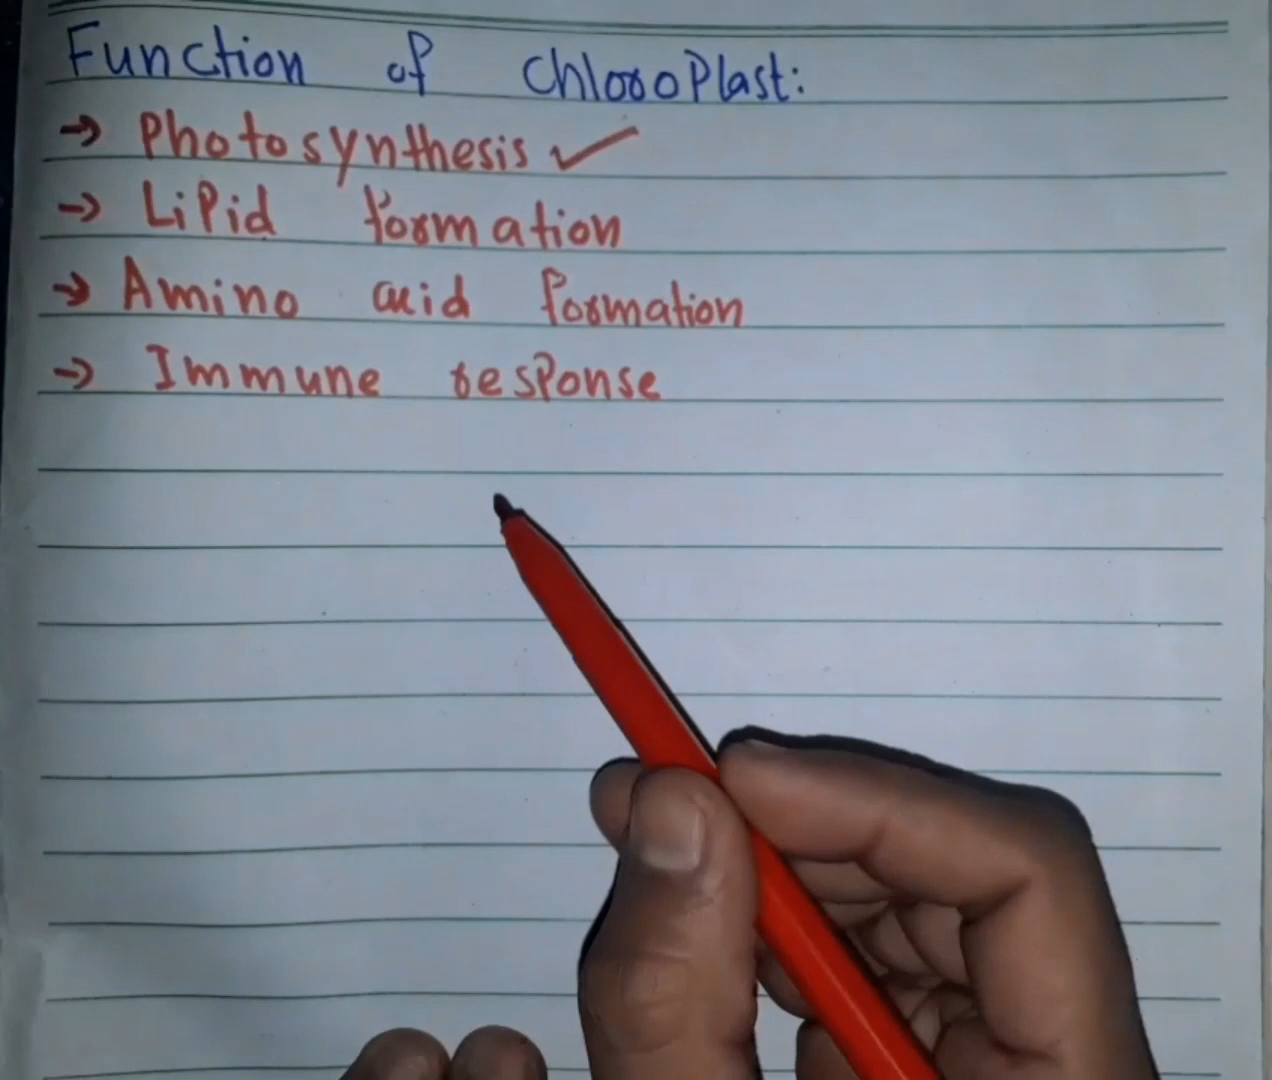 Function of Chloroplast:
→ Photosynthesis ✓
→ Lipid formation
→ Amino acid formation
→ Immune response